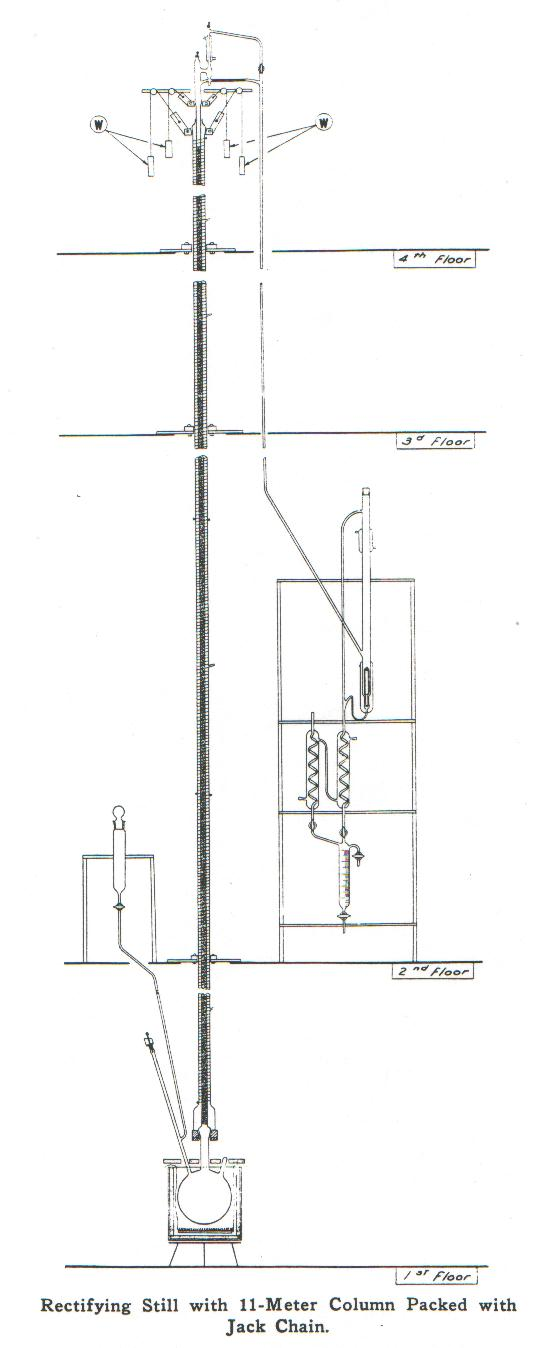 W
W
4th Floor
3d Floor
2nd Floor
1st Floor
Rectifying Still with 11-Meter Column Packed with
Jack Chain.